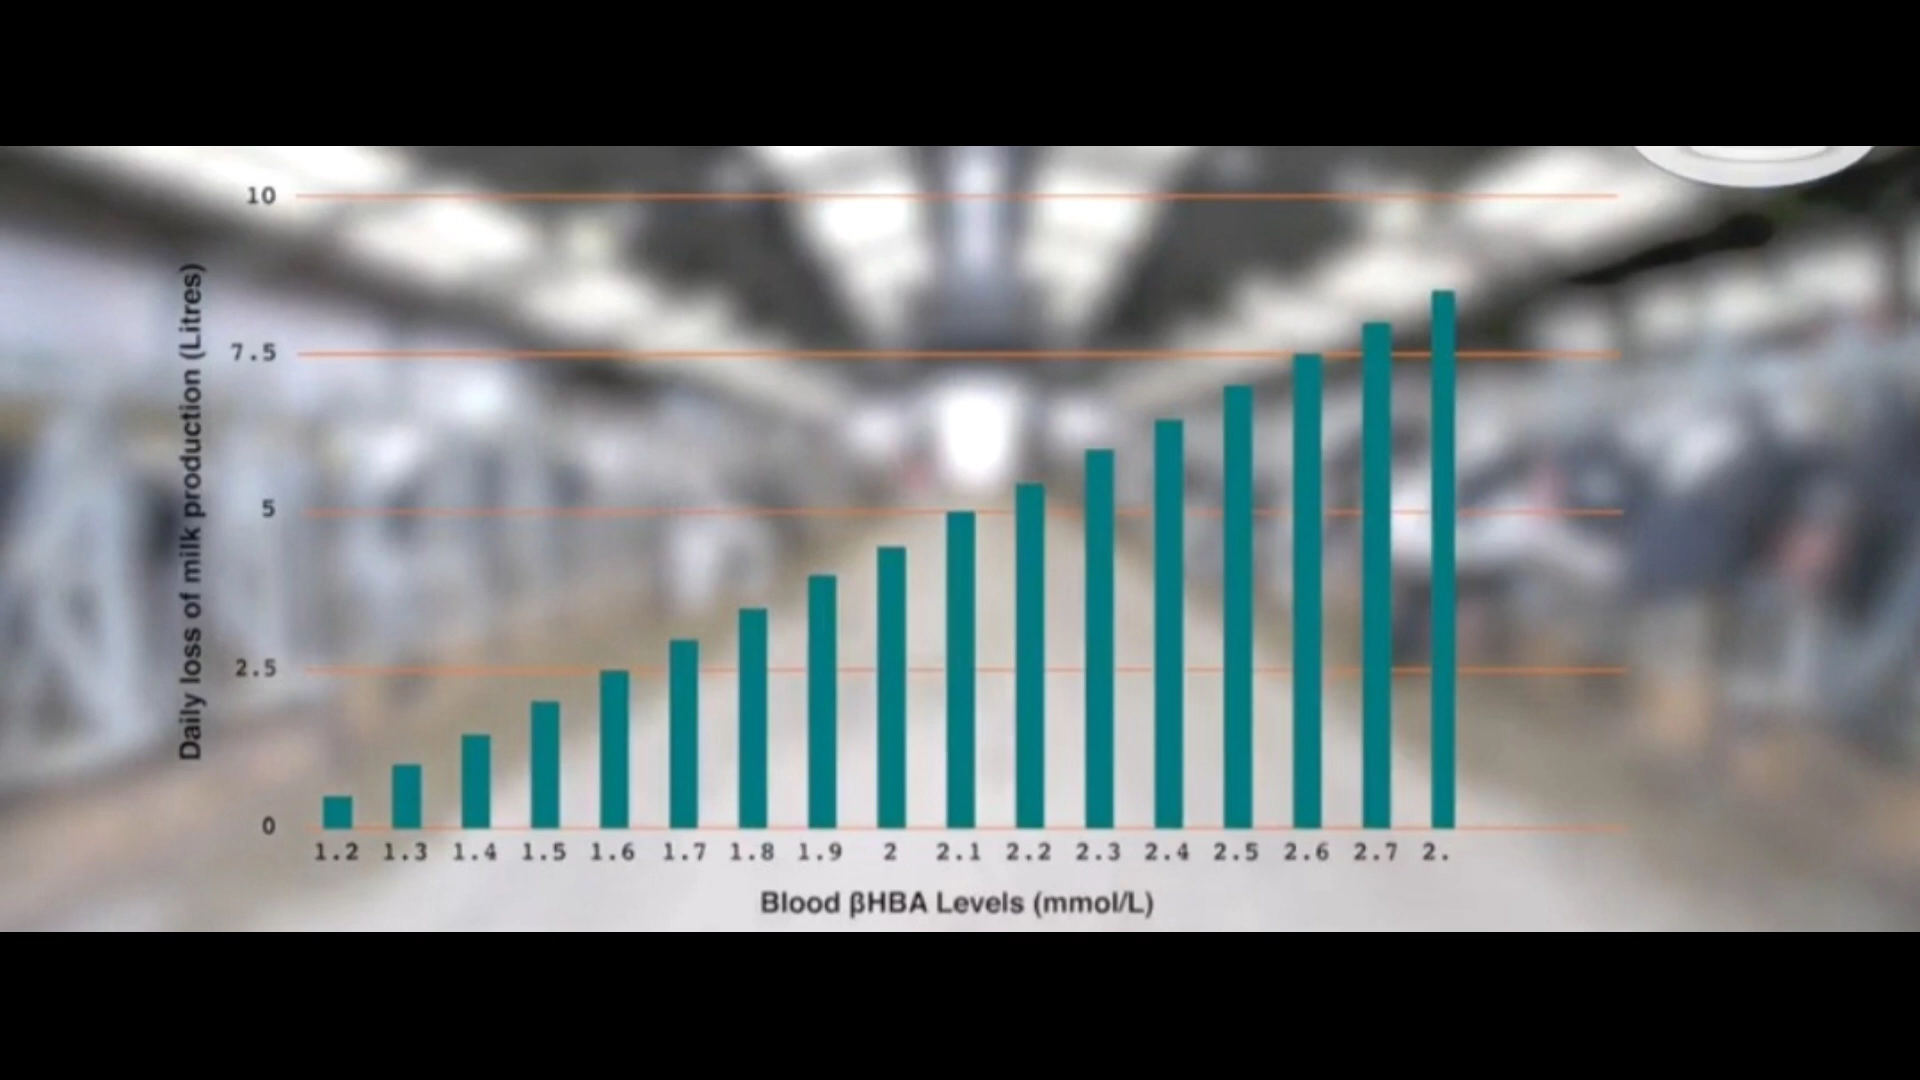 10
7.5
5
2.5
0
Daily loss of milk production (Litres)
1.2 1.3 1.4 1.5 1.6 1.7 1.8 1.9 2 2.1 2.2 2.3 2.4 2.5 2.6 2.7 2.
Blood βHBA Levels (mmol/L)